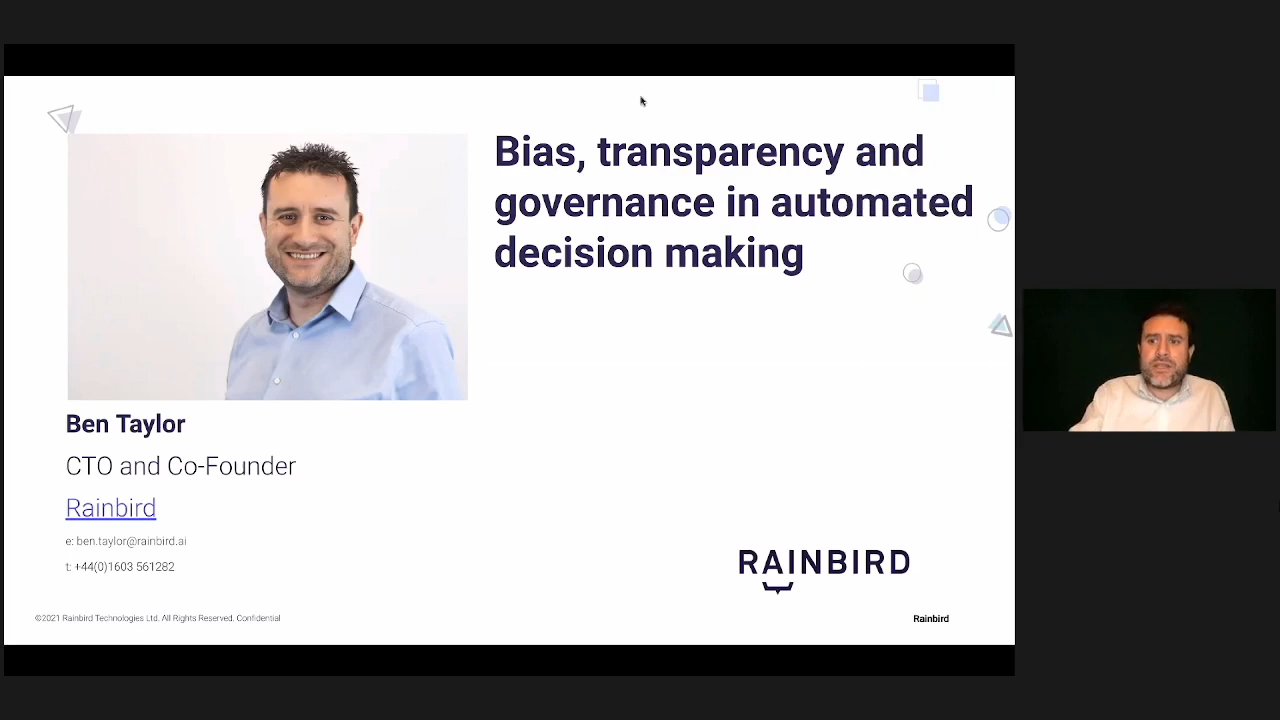 Bias, transparency and
governance in automated
decision making
Ben Taylor
CTO and Co-Founder
Rainbird
e: ben.taylor@rainbird.ai
t: +44(0)1603 561282
RAINBIRD
©2021 Rainbird Technologies Ltd. All Rights Reserved. Confidential
Rainbird